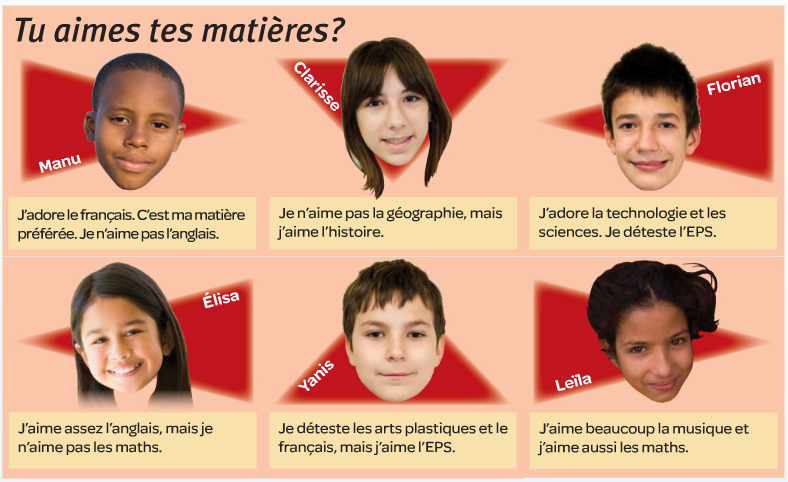 Tu aimes tes matières?
Manu
J'adore le français. C'est ma matière
préférée. Je n'aime pas l'anglais.
Clarisse
Je n'aime pas la géographie, mais
j'aime l'histoire.
Florian
J'adore la technologie et les
sciences. Je déteste l'EPS.
Élisa
J'aime assez l'anglais, mais je
n'aime pas les maths.
Yanis
Je déteste les arts plastiques et le
français, mais j'aime l'EPS.
Leïla
J'aime beaucoup la musique et
j'aime aussi les maths.